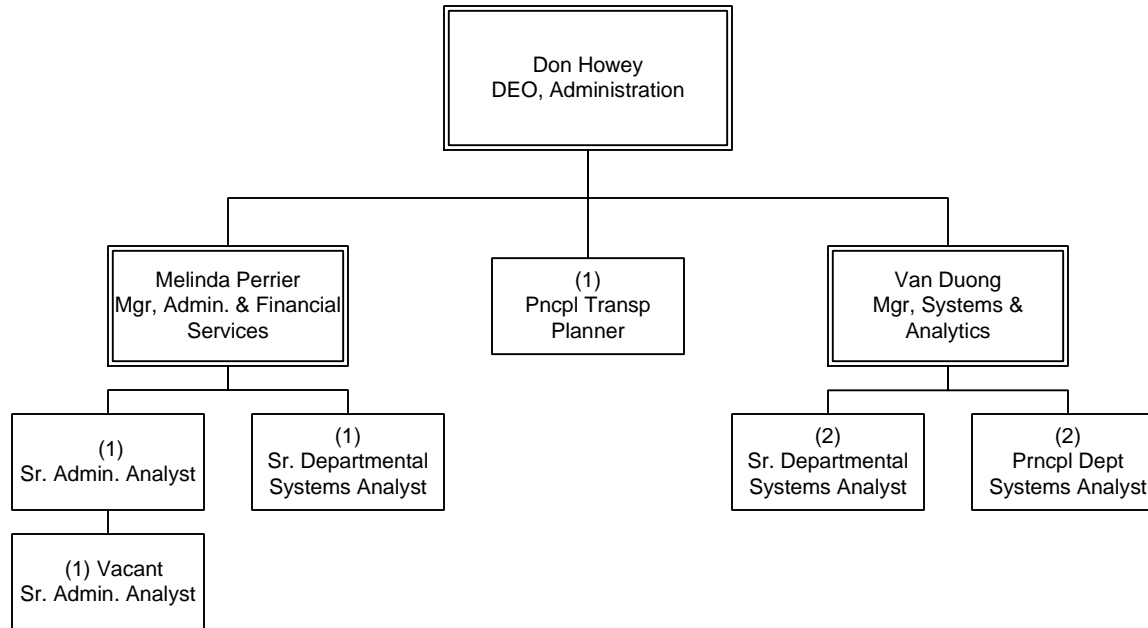 Don Howey
DEO, Administration
Melinda Perrier
Mgr, Admin. & Financial
Services
(1)
Pncpl Transp
Planner
Van Duong
Mgr, Systems &
Analytics
(1)
Sr. Admin. Analyst
(1)
Sr. Departmental
Systems Analyst
(2)
Sr. Departmental
Systems Analyst
(2)
Prncpl Dept
Systems Analyst
(1) Vacant
Sr. Admin. Analyst